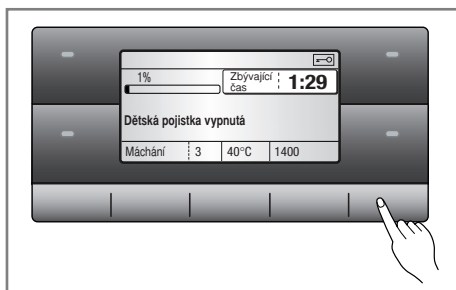 1%
Zbývající
čas
1:29
Dětská pojistka vypnutá
Máchání 3 40°C 1400